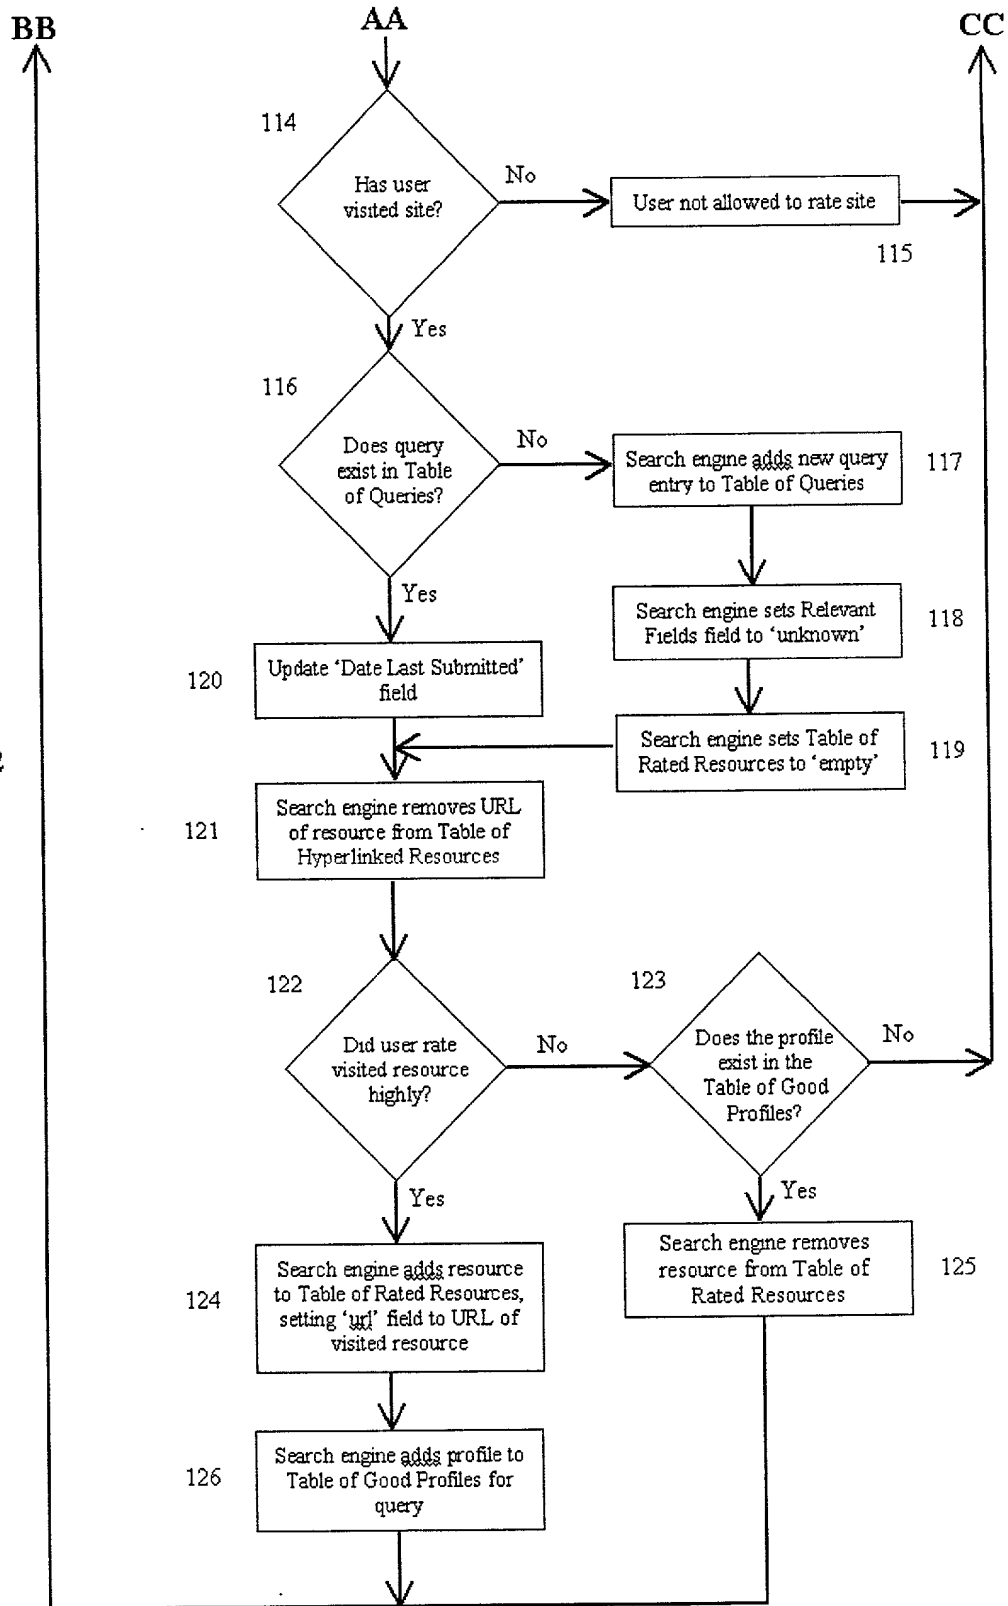 BB
AA
CC
114
Has user
visited site?
No
User not allowed to rate site
115
Yes
116
Does query
exist in Table
of Queries?
No
Search engine adds new query
entry to Table of Queries
117
Yes
Search engine sets Relevant
Fields field to ‘unknown’
118
120
Update ‘Date Last Submitted’
field
Search engine sets Table of
Rated Resources to ‘empty’
119
2
121
Search engine removes URL
of resource from Table of
Hyperlinked Resources
122
Did user rate
visited resource
highly?
No
123
Does the profile
exist in the
Table of Good
Profiles?
No
Yes
Yes
124
Search engine adds resource
to Table of Rated Resources,
setting ‘url’ field to URL of
visited resource
Search engine removes
resource from Table of
Rated Resources
125
126
Search engine adds profile to
Table of Good Profiles for
query